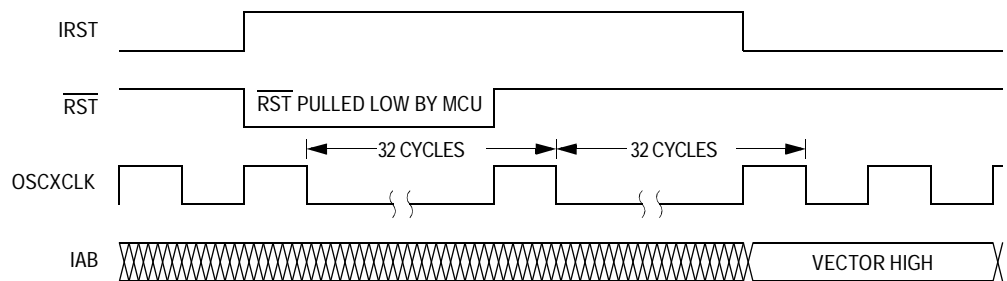 IRST
RST
RST PULLED LOW BY MCU
32 CYCLES
32 CYCLES
OSCXCLK
IAB
VECTOR HIGH